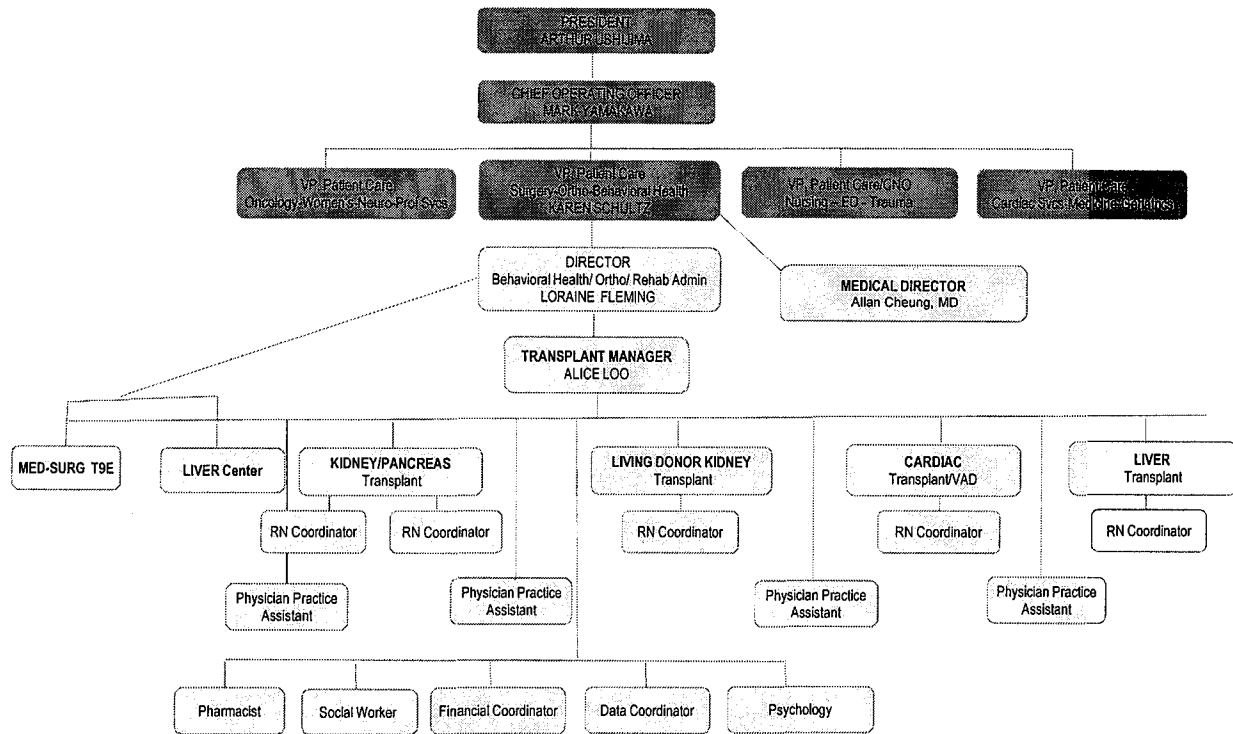 PRESIDENT
ARTHUR USHIJIMA
CHIEF OPERATING OFFICER
MARK YAMAKAWA
VP, Patient Care
Oncology-Women's-Neuro-Prof Svcs
VP, Patient Care
Surgery-Ortho-Behavioral Health
KAREN SCHULTZ
VP, Patient Care/CNO
Nursing – ED - Trauma
VP, Patient Care
Cardiac Svcs-Medicine-Geriatrics
DIRECTOR
Behavioral Health/ Ortho/ Rehab Admin
LORAINE FLEMING
MEDICAL DIRECTOR
Allan Cheung, MD
TRANSPLANT MANAGER
ALICE LOO
MED-SURG T9E
LIVER Center
KIDNEY/PANCREAS
Transplant
LIVING DONOR KIDNEY
Transplant
CARDIAC
Transplant/VAD
LIVER
Transplant
RN Coordinator
RN Coordinator
RN Coordinator
RN Coordinator
RN Coordinator
Physician Practice
Assistant
Physician Practice
Assistant
Physician Practice
Assistant
Physician Practice
Assistant
Pharmacist
Social Worker
Financial Coordinator
Data Coordinator
Psychology